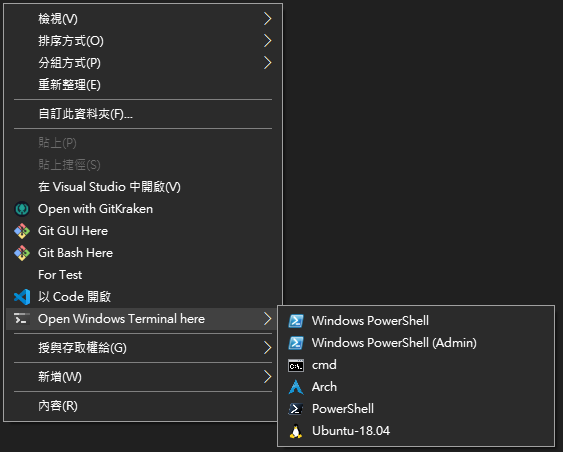 檢視(V)
排序方式(O)
分組方式(P)
重新整理(E)
自訂此資料夾(F)...
貼上(P)
貼上捷徑(S)
在 Visual Studio 中開啟(V)
Open with GitKraken
Git GUI Here
Git Bash Here
For Test
以 Code 開啟
Open Windows Terminal here
授與存取權給(G)
新增(W)
內容(R)
Windows PowerShell
Windows PowerShell (Admin)
cmd
Arch
PowerShell
Ubuntu-18.04